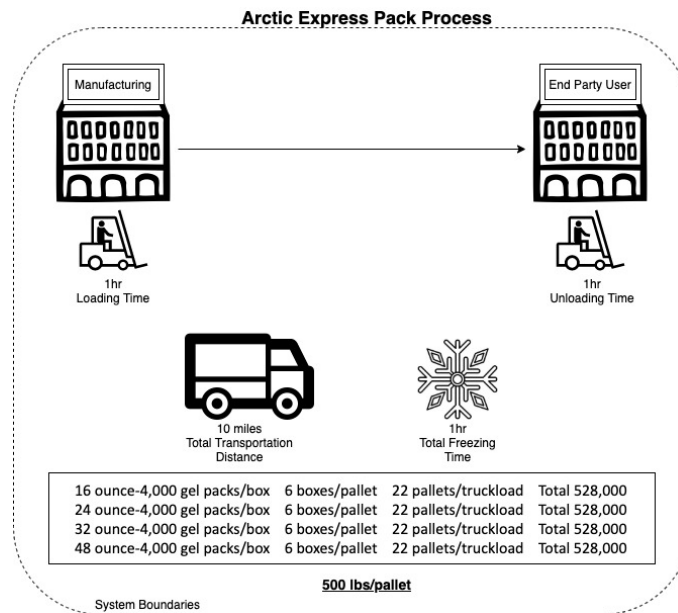 Arctic Express Pack Process
Manufacturing
End Party User
1hr
Loading Time
1hr
Unloading Time
10 miles
Total Transportation
Distance
1hr
Total Freezing
Time
16 ounce-4,000 gel packs/box 6 boxes/pallet 22 pallets/truckload Total 528,000
24 ounce-4,000 gel packs/box 6 boxes/pallet 22 pallets/truckload Total 528,000
32 ounce-4,000 gel packs/box 6 boxes/pallet 22 pallets/truckload Total 528,000
48 ounce-4,000 gel packs/box 6 boxes/pallet 22 pallets/truckload Total 528,000
500 lbs/pallet
System Boundaries